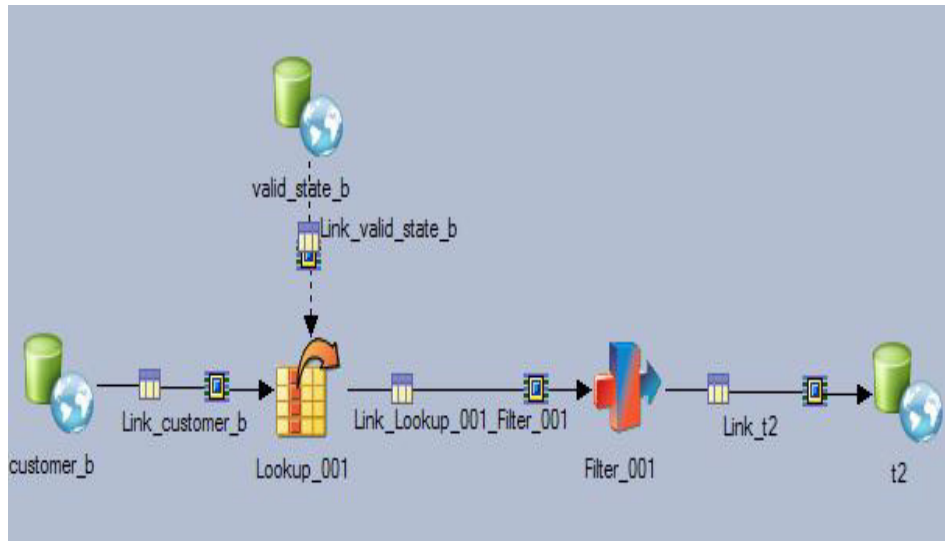 valid_state_b
Link_valid_state_b
Link_customer_b
Link_Lookup_001_Filter_001
Link_t2
customer_b
Lookup_001
Filter_001
t2